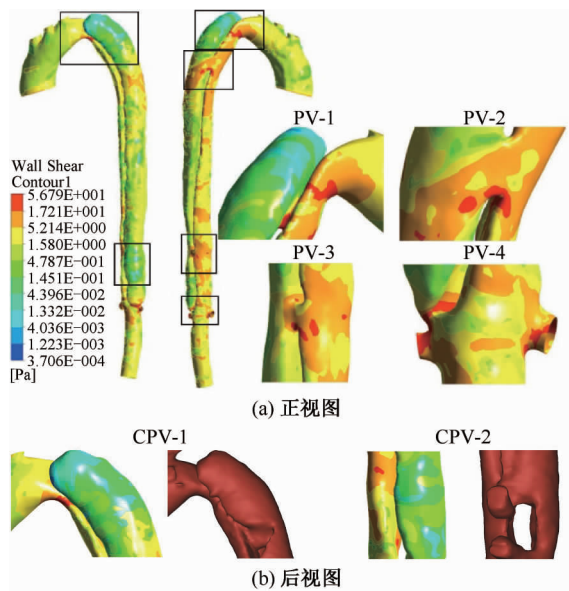 PV-1
PV-2
Wall Shear
Contour1
5.679E+001
1.721E+001
5.214E+000
1.580E+000
4.787E-001
1.451E-001
4.396E-002
1.332E-002
4.036E-003
1.223E-003
3.706E-004
[Pa]
PV-3
PV-4
(a) 正视图
CPV-1
CPV-2
(b) 后视图